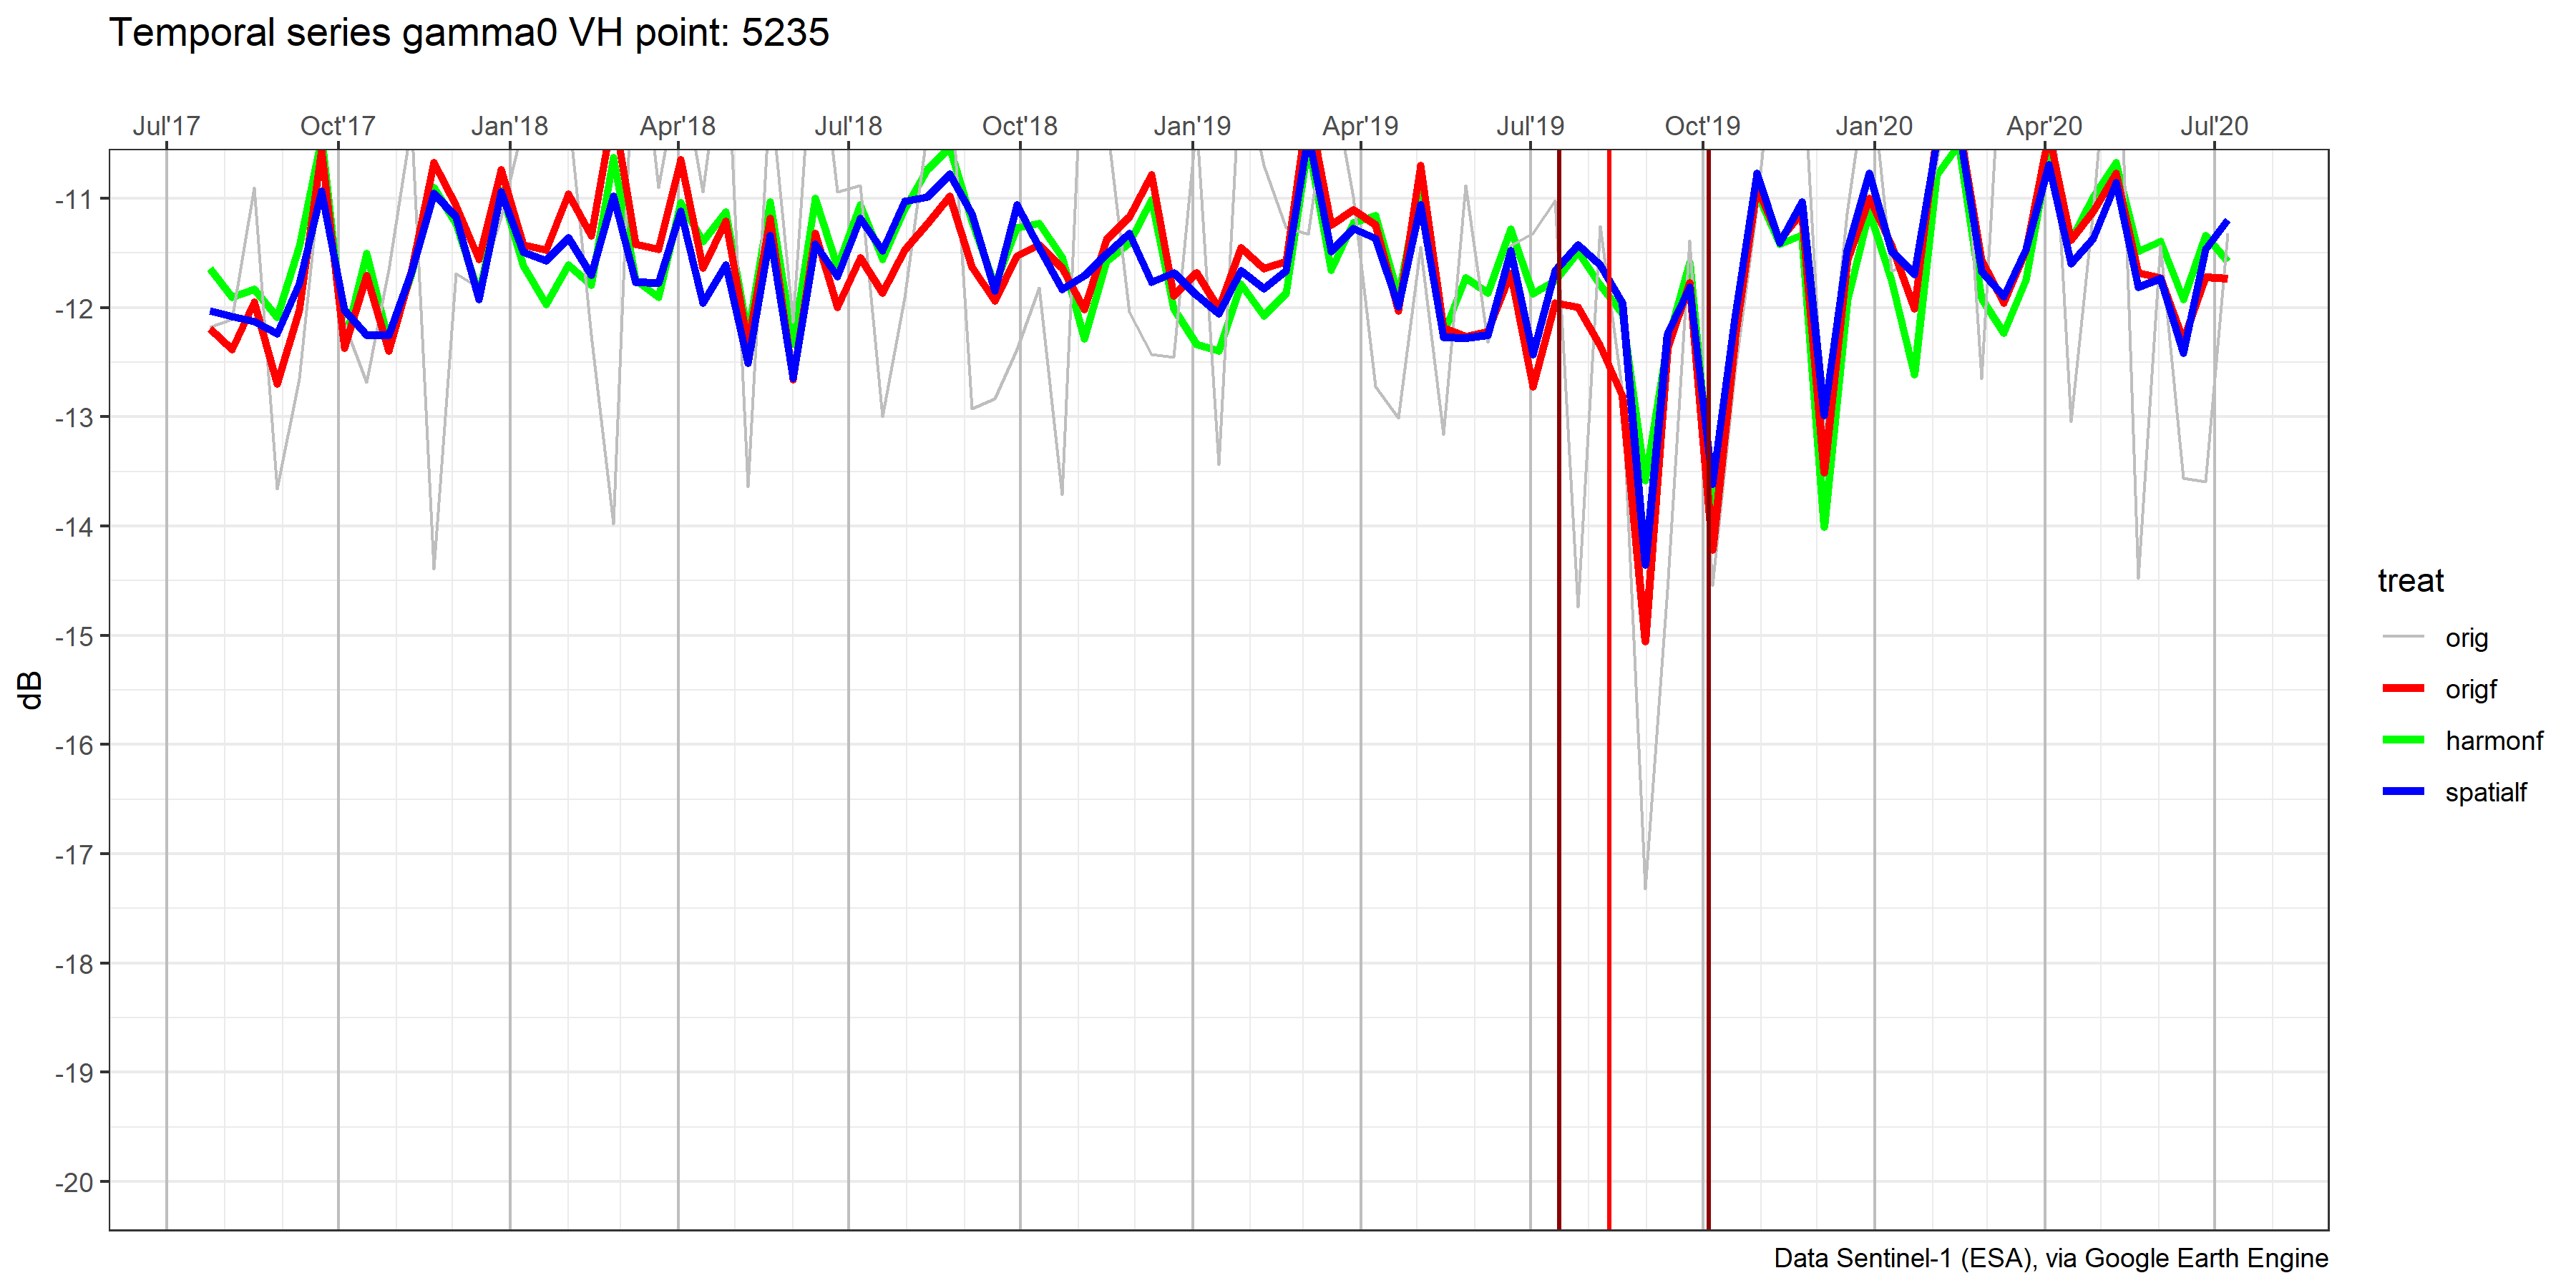 Temporal series gamma0 VH point: 5235
Jul'17 Oct'17 Jan'18 Apr'18 Jul'18 Oct'18 Jan'19 Apr'19 Jul'19 Oct'19 Jan'20 Apr'20 Jul'20
-11
-12
-13
-14
-15
-16
-17
-18
-19
-20
dB
treat
orig
origf
harmonf
spatialf
Data Sentinel-1 (ESA), via Google Earth Engine